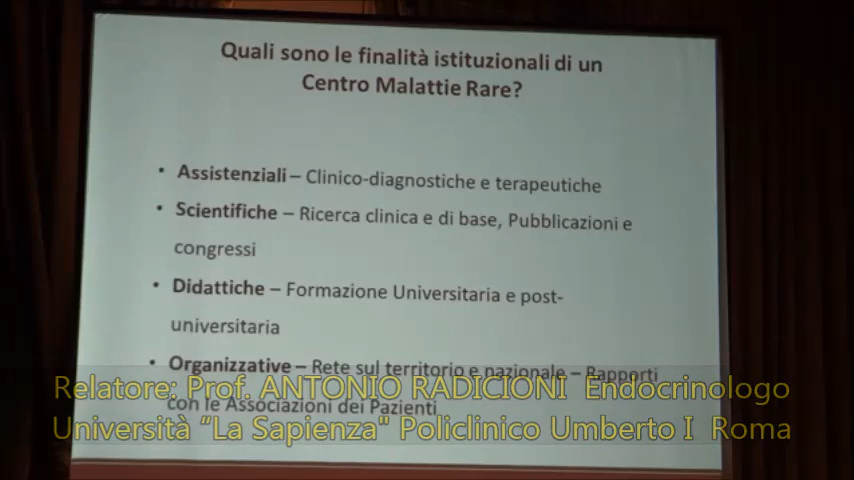 Quali sono le finalità istituzionali di un
Centro Malattie Rare?
• Assistenziali – Clinico-diagnostiche e terapeutiche
• Scientifiche – Ricerca clinica e di base, Pubblicazioni e
congressi
• Didattiche – Formazione Universitaria e post-
universitaria
• Organizzative – Rete sul territorio e nazionale – Rapporti
con le Associazioni dei Pazienti
Relatore: Prof. ANTONIO RADICIONI Endocrinologo
Università “La Sapienza" Policlinico Umberto I Roma